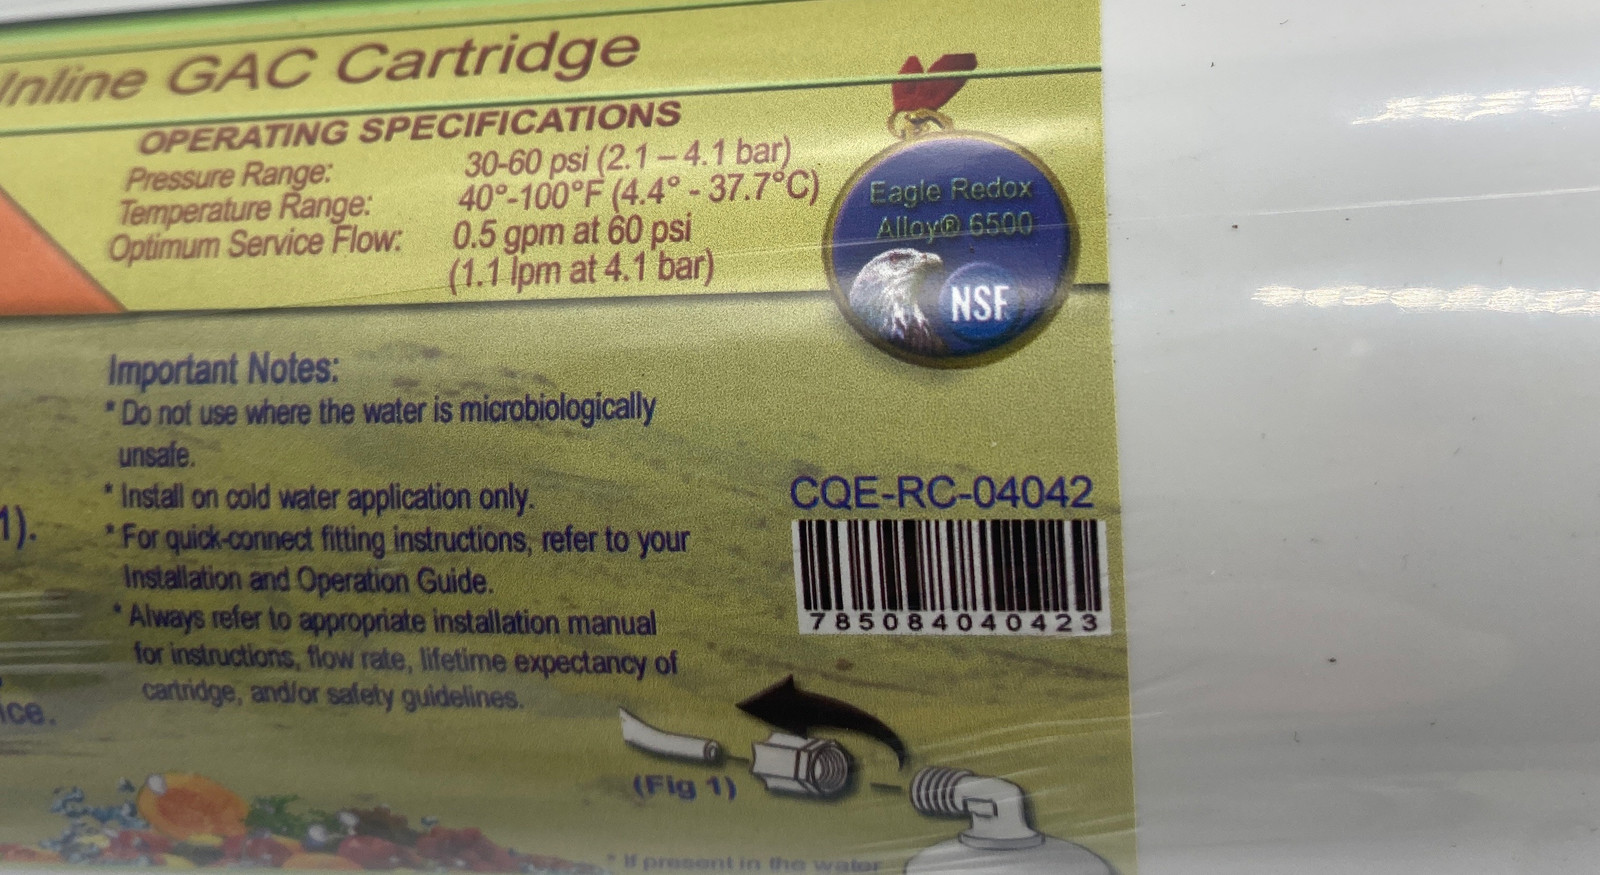 Inline GAC Cartridge
OPERATING SPECIFICATIONS
Pressure Range: 30-60 psi (2.1 – 4.1 bar)
Temperature Range: 40°-100°F (4.4° - 37.7°C)
Optimum Service Flow: 0.5 gpm at 60 psi
(1.1 lpm at 4.1 bar)
Eagle Redox
Alloy® 6500
NSF
Important Notes:
* Do not use where the water is microbiologically
unsafe.
* Install on cold water application only.
* For quick-connect fitting instructions, refer to your
Installation and Operation Guide.
* Always refer to appropriate installation manual
for instructions, flow rate, lifetime expectancy of
cartridge, and/or safety guidelines.
1).
CQE-RC-04042
785084040423
(Fig 1)
* If present in the water